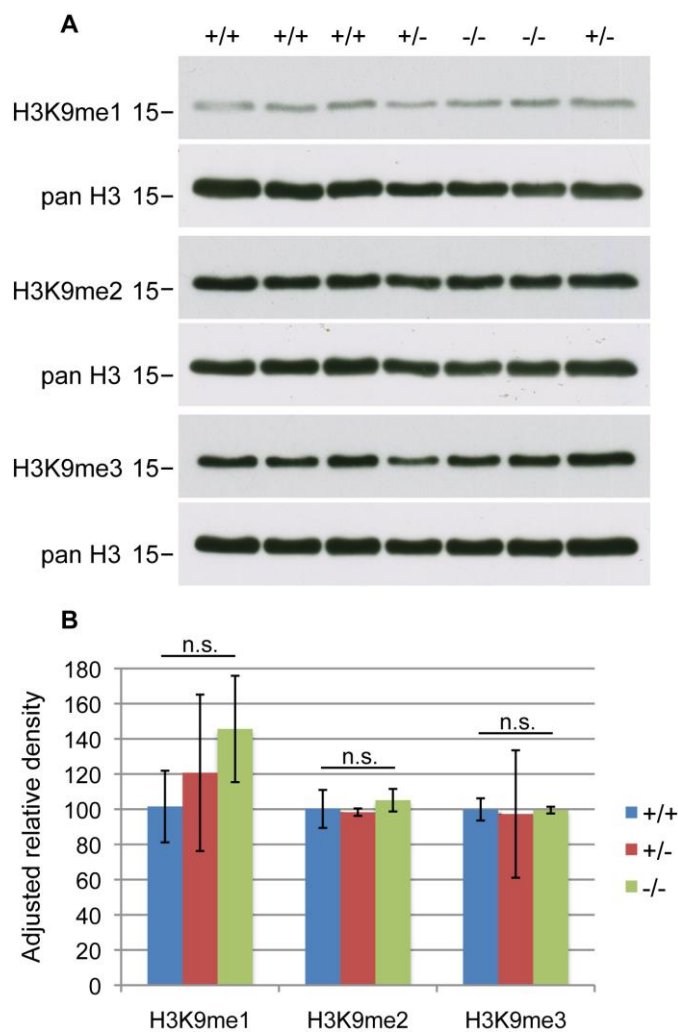 A
+/+ +/+ +/+ +/- -/- -/- +/-
H3K9me1 15–
pan H3 15–
H3K9me2 15–
pan H3 15–
H3K9me3 15–
pan H3 15–
B
Adjusted relative density
180
160
140
120
100
80
60
40
20
0
n.s.
n.s.
n.s.
H3K9me1 H3K9me2 H3K9me3
+/+
+/-
-/-